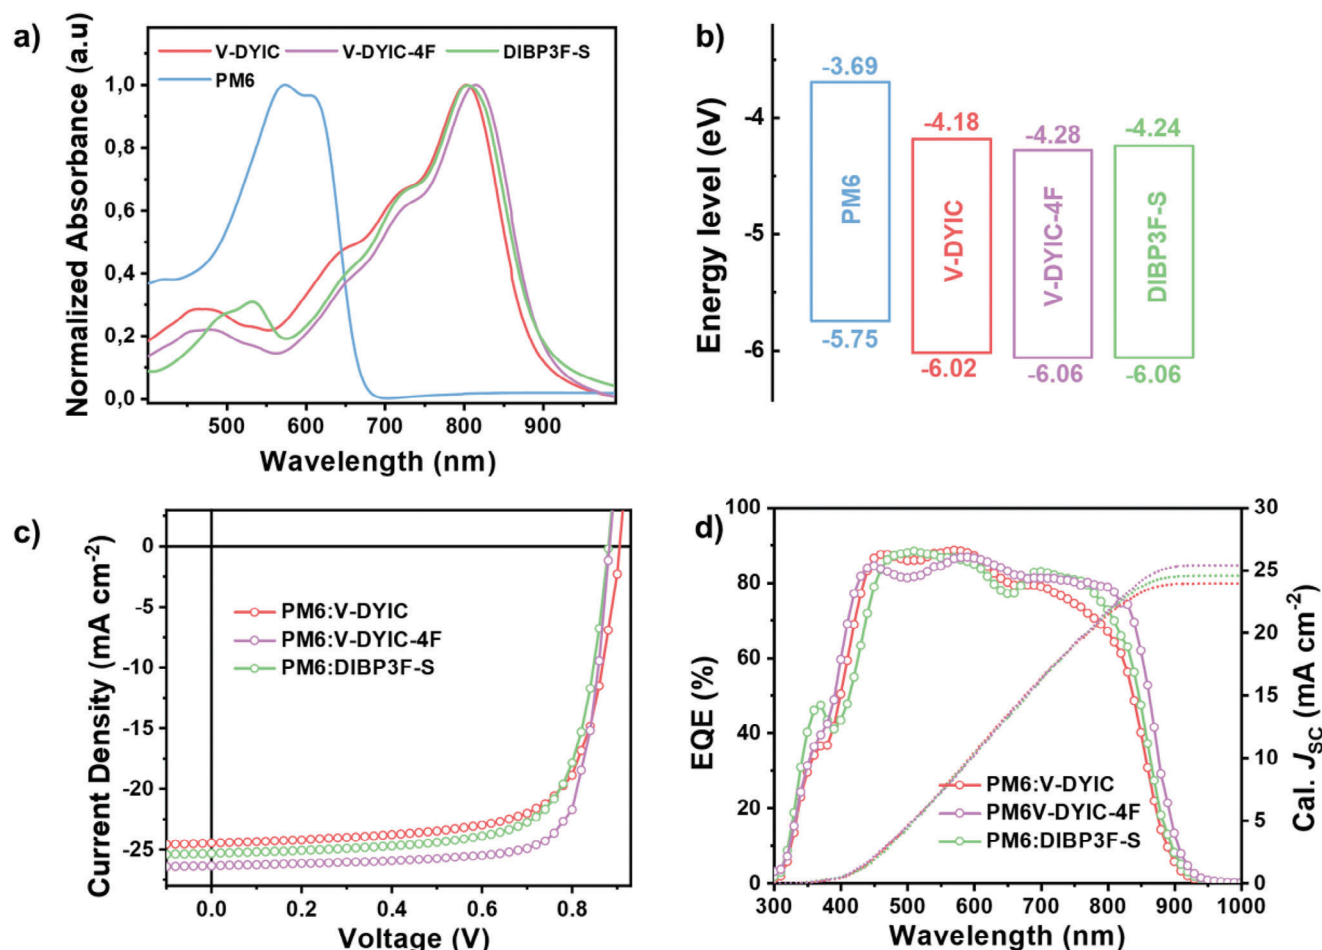 a)
V-DYIC V-DYIC-4F DIBP3F-S
PM6
Normalized Absorbance (a.u)
1,0
0,8
0,6
0,4
0,2
0,0
500 600 700 800 900
Wavelength (nm)
b)
Energy level (eV)
-4
-5
-6
-3.69
PM6
-5.75
-4.18
V-DYIC
-6.02
-4.28
V-DYIC-4F
-6.06
-4.24
DIBP3F-S
-6.06
c)
Current Density (mA cm⁻²)
0
-5
-10
-15
-20
-25
PM6:V-DYIC
PM6:V-DYIC-4F
PM6:DIBP3F-S
0.0 0.2 0.4 0.6 0.8
Voltage (V)
d)
EQE (%)
100
80
60
40
20
0
PM6:V-DYIC
PM6V-DYIC-4F
PM6:DIBP3F-S
30
25
20
15
10
5
0
Cal. J_SC (mA cm⁻²)
300 400 500 600 700 800 900 1000
Wavelength (nm)